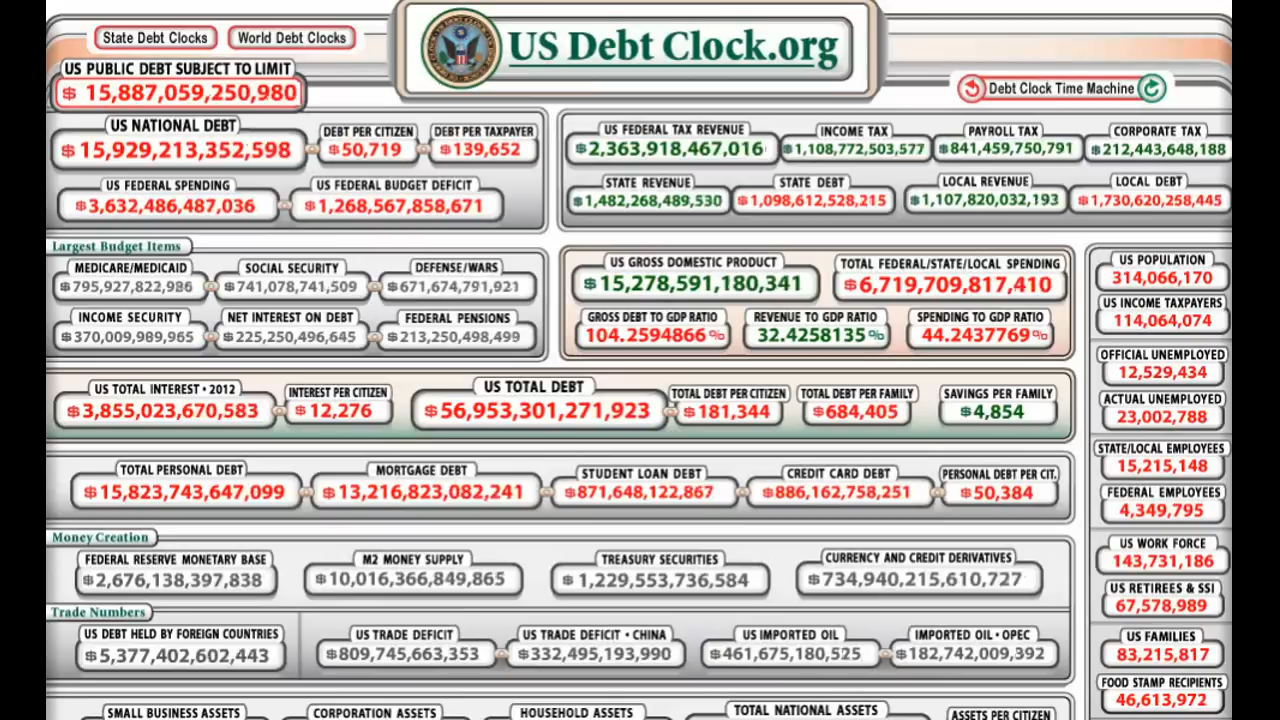 State Debt Clocks
World Debt Clocks
US Debt Clock.org
US PUBLIC DEBT SUBJECT TO LIMIT
$ 15,887,059,250,980
Debt Clock Time Machine
US NATIONAL DEBT
$ 15,929,213,352,598
DEBT PER CITIZEN
$ 50,719
DEBT PER TAXPAYER
$ 139,652
US FEDERAL SPENDING
$ 3,632,486,487,036
US FEDERAL BUDGET DEFICIT
$ 1,268,567,858,671
US FEDERAL TAX REVENUE
$ 2,363,918,467,016
INCOME TAX
$ 1,108,772,503,577
PAYROLL TAX
$ 841,459,750,791
CORPORATE TAX
$ 212,443,648,188
STATE REVENUE
$ 1,482,268,489,530
STATE DEBT
$ 1,098,612,528,215
LOCAL REVENUE
$ 1,107,820,032,193
LOCAL DEBT
$ 1,730,620,258,445
Largest Budget Items
MEDICARE/MEDICAID
$ 795,927,822,986
SOCIAL SECURITY
$ 741,078,741,509
DEFENSE/WARS
$ 671,674,791,921
INCOME SECURITY
$ 370,009,989,965
NET INTEREST ON DEBT
$ 225,250,496,645
FEDERAL PENSIONS
$ 213,250,498,499
US GROSS DOMESTIC PRODUCT
$ 15,278,591,180,341
TOTAL FEDERAL/STATE/LOCAL SPENDING
$ 6,719,709,817,410
GROSS DEBT TO GDP RATIO
104.2594866 %
REVENUE TO GDP RATIO
32.4258135 %
SPENDING TO GDP RATIO
44.2437769 %
US TOTAL INTEREST • 2012
$ 3,855,023,670,583
INTEREST PER CITIZEN
$ 12,276
US TOTAL DEBT
$ 56,953,301,271,923
TOTAL DEBT PER CITIZEN
$ 181,344
TOTAL DEBT PER FAMILY
$ 684,405
SAVINGS PER FAMILY
$ 4,854
TOTAL PERSONAL DEBT
$ 15,823,743,647,099
MORTGAGE DEBT
$ 13,216,823,082,241
STUDENT LOAN DEBT
$ 871,648,122,867
CREDIT CARD DEBT
$ 886,162,758,251
PERSONAL DEBT PER CIT.
$ 50,384
Money Creation
FEDERAL RESERVE MONETARY BASE
$ 2,676,138,397,838
M2 MONEY SUPPLY
$ 10,016,366,849,865
TREASURY SECURITIES
$ 1,229,553,736,584
CURRENCY AND CREDIT DERIVATIVES
$ 734,940,215,610,727
Trade Numbers
US DEBT HELD BY FOREIGN COUNTRIES
$ 5,377,402,602,443
US TRADE DEFICIT
$ 809,745,663,353
US TRADE DEFICIT • CHINA
$ 332,495,193,990
US IMPORTED OIL
$ 461,675,180,525
IMPORTED OIL • OPEC
$ 182,742,009,392
SMALL BUSINESS ASSETS
CORPORATION ASSETS
HOUSEHOLD ASSETS
TOTAL NATIONAL ASSETS
ASSETS PER CITIZEN
US POPULATION
314,066,170
US INCOME TAXPAYERS
114,064,074
OFFICIAL UNEMPLOYED
12,529,434
ACTUAL UNEMPLOYED
23,002,788
STATE/LOCAL EMPLOYEES
15,215,148
FEDERAL EMPLOYEES
4,349,795
US WORK FORCE
143,731,186
US RETIREES & SSI
67,578,989
US FAMILIES
83,215,817
FOOD STAMP RECIPIENTS
46,613,972